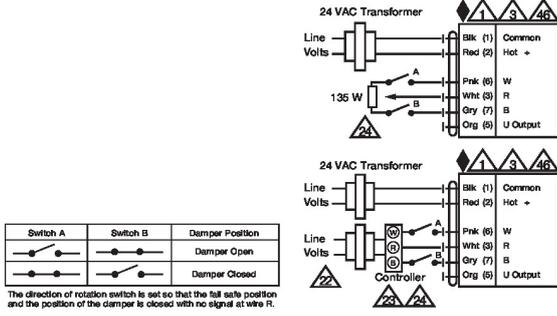 24 VAC Transformer
1 3 46
Line
Volts
Blk (1) Common
Red (2) Hot +
A
Pnk (6) W
135 W
Wht (3) R
B
Gry (7) B
24
Org (5) U Output
24 VAC Transformer
1 3 46
Line
Volts
Blk (1) Common
Red (2) Hot +
Line
Volts
W
A
Pnk (6) W
R
Wht (3) R
B
B
Gry (7) B
22
Controller
Org (5) U Output
23 24
Switch A Switch B Damper Position
Damper Open
Damper Closed
The direction of rotation switch is set so that the fail safe position
and the position of the damper is closed with no signal at wire R.